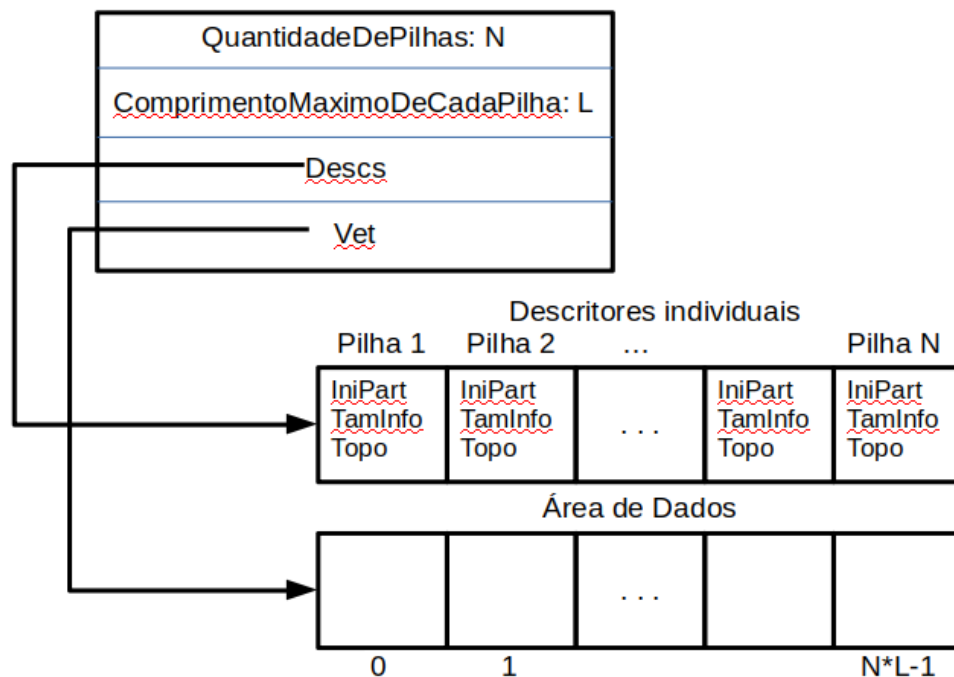 QuantidadeDePilhas: N
ComprimentoMaximoDeCadaPilha: L
Descs
Vet
Descritores individuais
Pilha 1 Pilha 2 ... Pilha N
IniPart IniPart IniPart IniPart
TamInfo TamInfo . . . TamInfo TamInfo
Topo Topo Topo Topo
Área de Dados
. . .
0 1 N*L-1